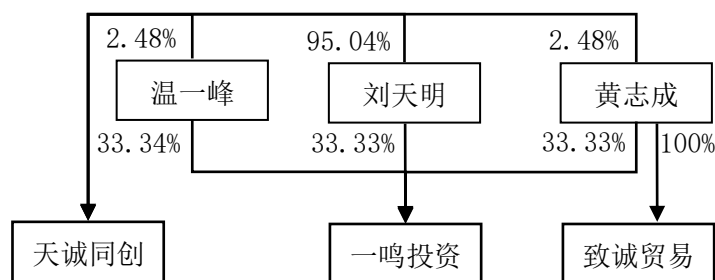 2.48% 95.04% 2.48%
温一峰 刘天明 黄志成
33.34% 33.33% 33.33% 100%
天诚同创 一鸣投资 致诚贸易